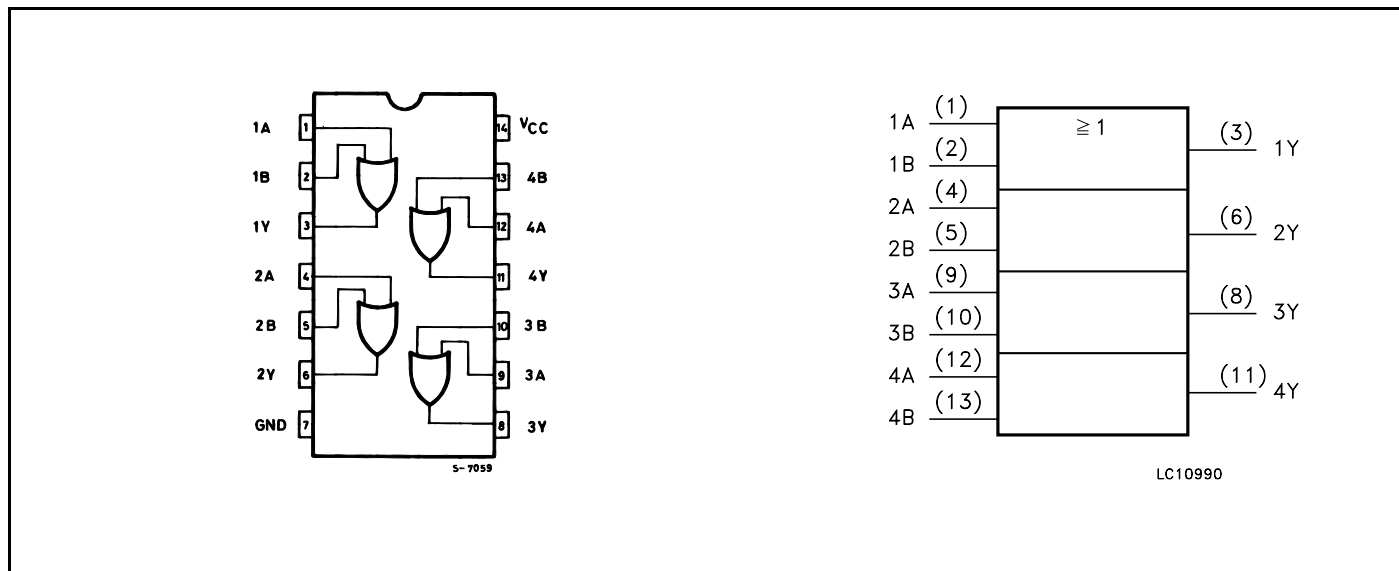 1A 1 14 VCC
1B 2 13 4B
1Y 3 12 4A
2A 4 11 4Y
2B 5 10 3B
2Y 6 9 3A
GND 7 8 3Y
S-7059
1A (1)
1B (2)
2A (4)
2B (5)
3A (9)
3B (10)
4A (12)
4B (13)
≧1
(3) 1Y
(6) 2Y
(8) 3Y
(11) 4Y
LC10990